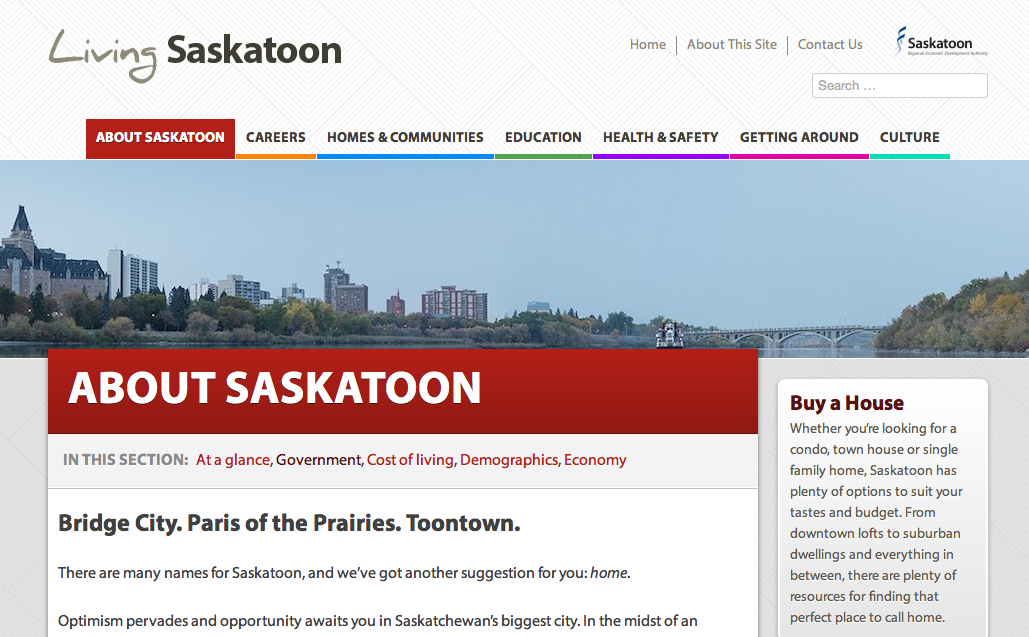 Living Saskatoon
Home
About This Site
Contact Us
Saskatoon
Regional Economic Development Authority
Search ...
ABOUT SASKATOON
CAREERS
HOMES & COMMUNITIES
EDUCATION
HEALTH & SAFETY
GETTING AROUND
CULTURE
ABOUT SASKATOON
IN THIS SECTION: At a glance, Government, Cost of living, Demographics, Economy
Bridge City. Paris of the Prairies. Toontown.
There are many names for Saskatoon, and we've got another suggestion for you: home.
Optimism pervades and opportunity awaits you in Saskatchewan's biggest city. In the midst of an
Buy a House
Whether you're looking for a
condo, town house or single
family home, Saskatoon has
plenty of options to suit your
tastes and budget. From
downtown lofts to suburban
dwellings and everything in
between, there are plenty of
resources for finding that
perfect place to call home.